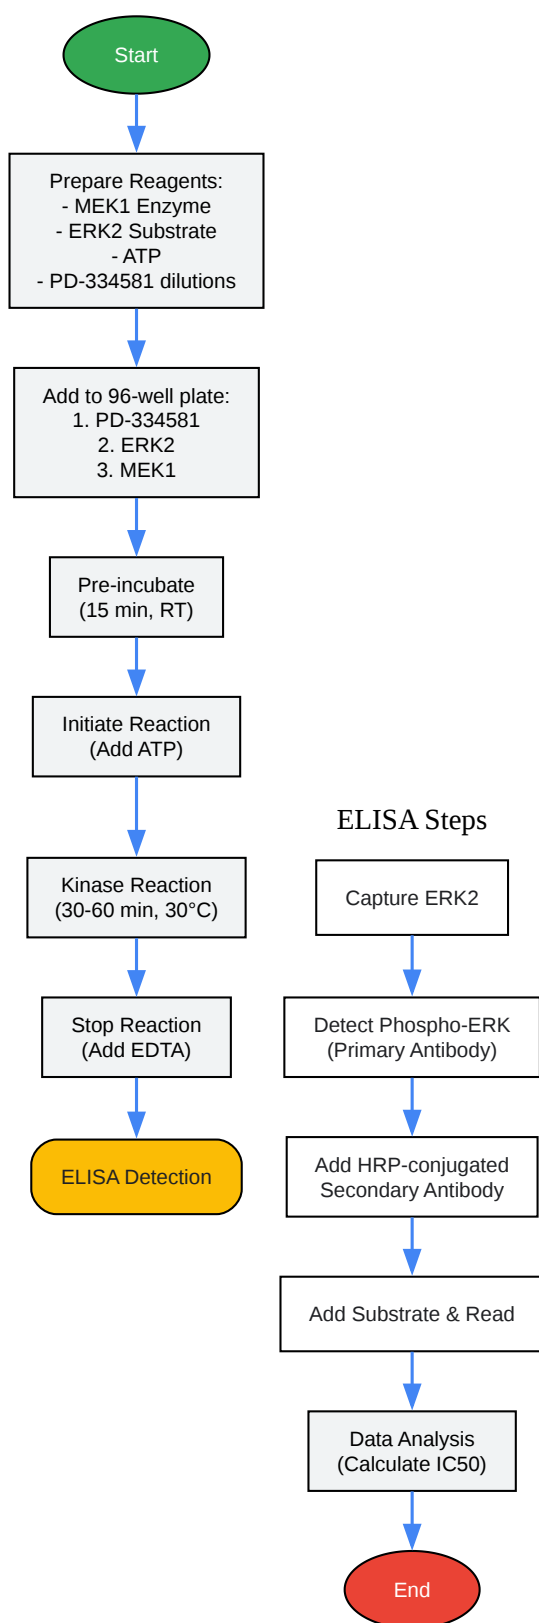 Start
Prepare Reagents:
- MEK1 Enzyme
- ERK2 Substrate
- ATP
- PD-334581 dilutions
Add to 96-well plate:
1. PD-334581
2. ERK2
3. MEK1
Pre-incubate
(15 min, RT)
Initiate Reaction
(Add ATP)
Kinase Reaction
(30-60 min, 30°C)
Stop Reaction
(Add EDTA)
ELISA Detection
ELISA Steps
Capture ERK2
Detect Phospho-ERK
(Primary Antibody)
Add HRP-conjugated
Secondary Antibody
Add Substrate & Read
Data Analysis
(Calculate IC50)
End